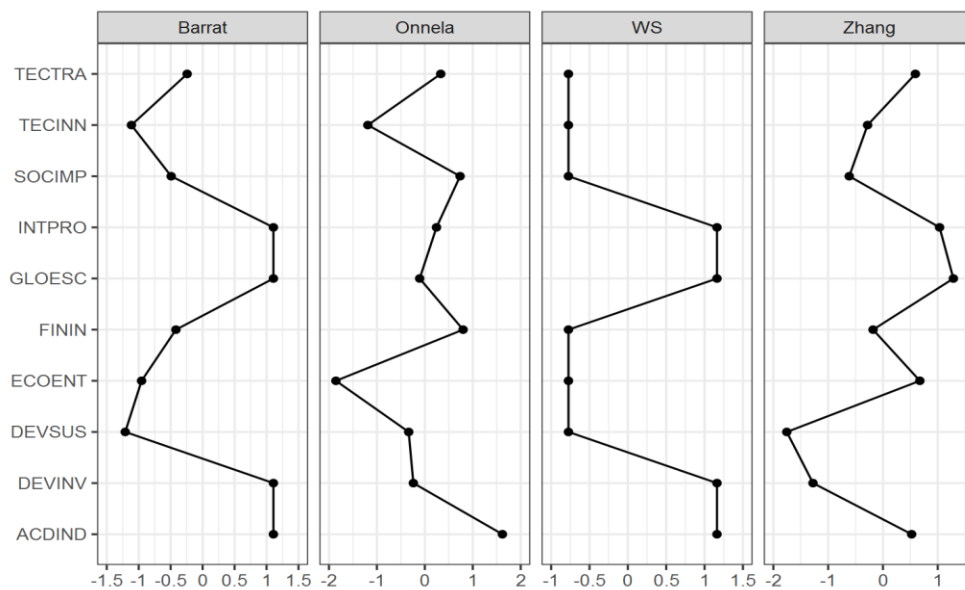 Barrat Onnela WS Zhang
TECTRA
TECINN
SOCIMP
INTPRO
GLOESC
FININ
ECOENT
DEVSUS
DEVINV
ACDIND
-1.5 -1 -0.5 0 0.5 1 1.5 -2 -1 0 1 2 -1 -0.5 0 0.5 1 1.5 -2 -1 0 1